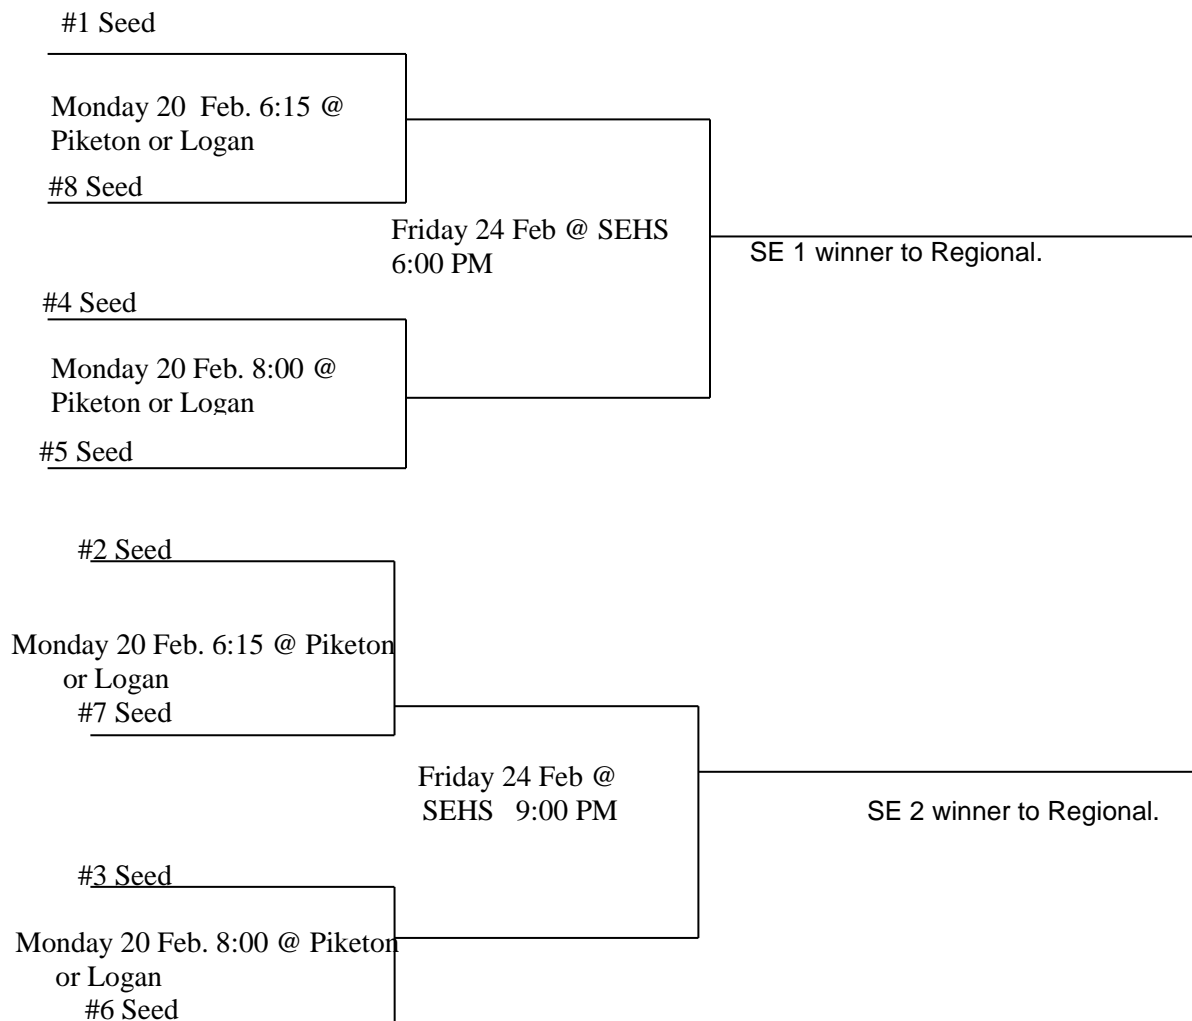 #1 Seed
Monday 20  Feb. 6:15 @
Piketon or Logan
#8 Seed
Friday 24 Feb @ SEHS
6:00 PM
SE 1 winner to Regional.
#4 Seed
Monday 20 Feb. 8:00 @
Piketon or Logan
#5 Seed
#2 Seed
Monday 20 Feb. 6:15 @ Piketon
or Logan
#7 Seed
Friday 24 Feb @
SEHS   9:00 PM
SE 2 winner to Regional.
#3 Seed
Monday 20 Feb. 8:00 @ Piketon
or Logan
#6 Seed